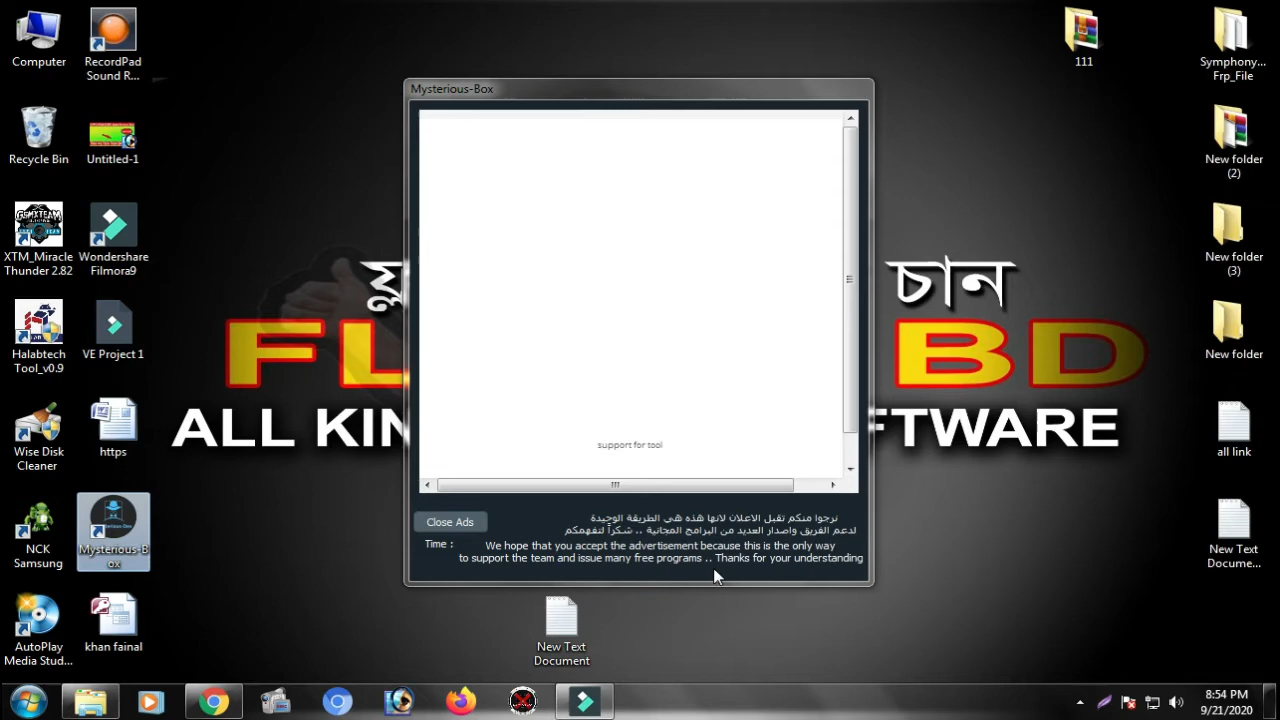 Computer
RecordPad
Sound R...
Recycle Bin
Untitled-1
GSMXTEAM
XTM_Miracle
Thunder 2.82
Wondershare
Filmora9
Halabtech
Tool_v0.9
VE Project 1
Wise Disk
Cleaner
https
NCK
Samsung
Mysterious-B
ox
AutoPlay
Media Stud...
khan fainal
Mysterious-Box
support for tool
Close Ads
نرجوا منكم تقبل الاعلان لانها هذه هي الطريقة الوحيدة
لدعم الفريق واصدار العديد من البرامج المجانية .. شكراً لتفهمكم
Time :
We hope that you accept the advertisement because this is the only way
to support the team and issue many free programs .. Thanks for your understanding
চান
FL
BD
ALL KIN
FTWARE
New Text
Document
111
Symphony...
Frp_File
New folder
(2)
New folder
(3)
New folder
all link
New Text
Docume...
8:54 PM
9/21/2020